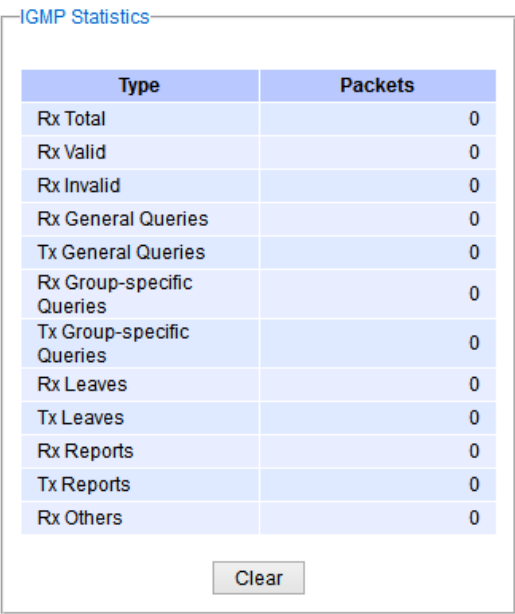 IGMP Statistics
Type Packets
Rx Total 0
Rx Valid 0
Rx Invalid 0
Rx General Queries 0
Tx General Queries 0
Rx Group-specific
Queries 0
Tx Group-specific
Queries 0
Rx Leaves 0
Tx Leaves 0
Rx Reports 0
Tx Reports 0
Rx Others 0
Clear